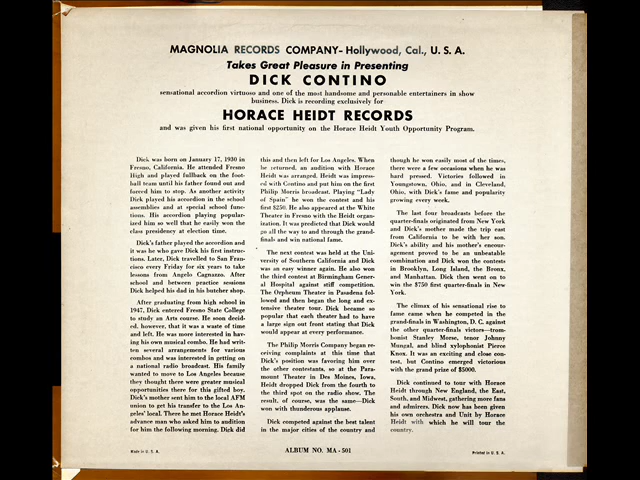 MAGNOLIA RECORDS COMPANY- Hollywood, Cal., U. S. A.
Takes Great Pleasure in Presenting
DICK CONTINO
sensational accordion virtuoso and one of the most handsome and personable entertainers in show
business. Dick is recording exclusively for
HORACE HEIDT RECORDS
and was given his first national opportunity on the Horace Heidt Youth Opportunity Program.
Dick was born on January 17, 1930 in
Fresno, California. He attended Fresno
High and played fullback on the foot-
ball team until his father found out and
forced him to stop. As another activity
Dick played his accordion in the school
assemblies and at special school func-
tions. His accordion playing popular-
ized him so well that he easily won the
class presidency at election time.
Dick's father played the accordion and
it was he who gave Dick his first instruc-
tions. Later, Dick travelled to San Fran-
cisco every Friday for six years to take
lessons from Angelo Cagnazzo. After
school and between practice sessions
Dick helped his dad in his butcher shop.
After graduating from high school in
1947, Dick entered Fresno State College
to study an Arts course. He soon decid-
ed, however, that it was a waste of time
and left. He was more interested in hav-
ing his own musical combo. He had writ-
ten several arrangements for various
combos and was interested in getting on
a national radio broadcast. His family
wanted to move to Los Angeles because
they thought there were greater musical
opportunities there for this gifted boy.
Dick's mother sent him to the local AFM
union to get his transfer to the Los An-
geles' local. There he met Horace Heidt's
advance man who asked him to audition
for him the following morning. Dick did
this and then left for Los Angeles. When
he returned, an audition with Horace
Heidt was arranged. Heidt was impress-
ed with Contino and put him on the first
Philip Morris broadcast. Playing "Lady
of Spain" he won the contest and his
first $250. He also appeared at the White
Theater in Fresno with the Heidt organ-
isation. It was predicted that Dick would
go all the way to and through the grand-
finals and win national fame.
The next contest was held at the Uni-
versity of Southern California and Dick
was an easy winner again. He also won
the third contest at Birmingham Gener-
al Hospital against stiff competition.
The Orpheum Theater in Pasadena fol-
lowed and then began the long and ex-
tensive theater tour. Dick became so
popular that each theater had to have
a large sign out front stating that Dick
would appear at every performance.
The Philip Morris Company began re-
ceiving complaints at this time that
Dick's position was favoring him over
the other contestants, so at the Para-
mount Theater in Des Moines, Iowa,
Heidt dropped Dick from the fourth to
the third spot on the radio show. The
result, of course, was the same—Dick
won with thunderous applause.
Dick competed against the best talent
in the major cities of the country and
though he won easily most of the times,
there were a few occasions when he was
hard pressed. Victories followed in
Youngstown, Ohio, and in Cleveland,
Ohio, with Dick's fame and popularity
growing every week.
The last four broadcasts before the
quarter-finals originated from New York
and Dick's mother made the trip east
from California to be with her son.
Dick's ability and his mother's encour-
agement proved to be an unbeatable
combination and Dick won the contests
in Brooklyn, Long Island, the Bronx,
and Manhattan. Dick then went on to
win the $750 first quarter-finals in New
York.
The climax of his sensational rise to
fame came when he competed in the
grand-finals in Washington, D. C. against
the other quarter-finals victors—trom-
bonist Stanley Morse, tenor Johnny
Mungal, and blind xylophonist Pierce
Knox. It was an exciting and close con-
test, but Contino emerged victorious
with the grand prize of $5000.
Dick continued to tour with Horace
Heidt through New England, the East,
South, and Midwest, gathering more fans
and admirers. Dick now has been given
his own orchestra and Unit by Horace
Heidt with which he will tour the
country.
Made in U. S. A.
ALBUM NO. MA - 501
Printed in U. S. A.